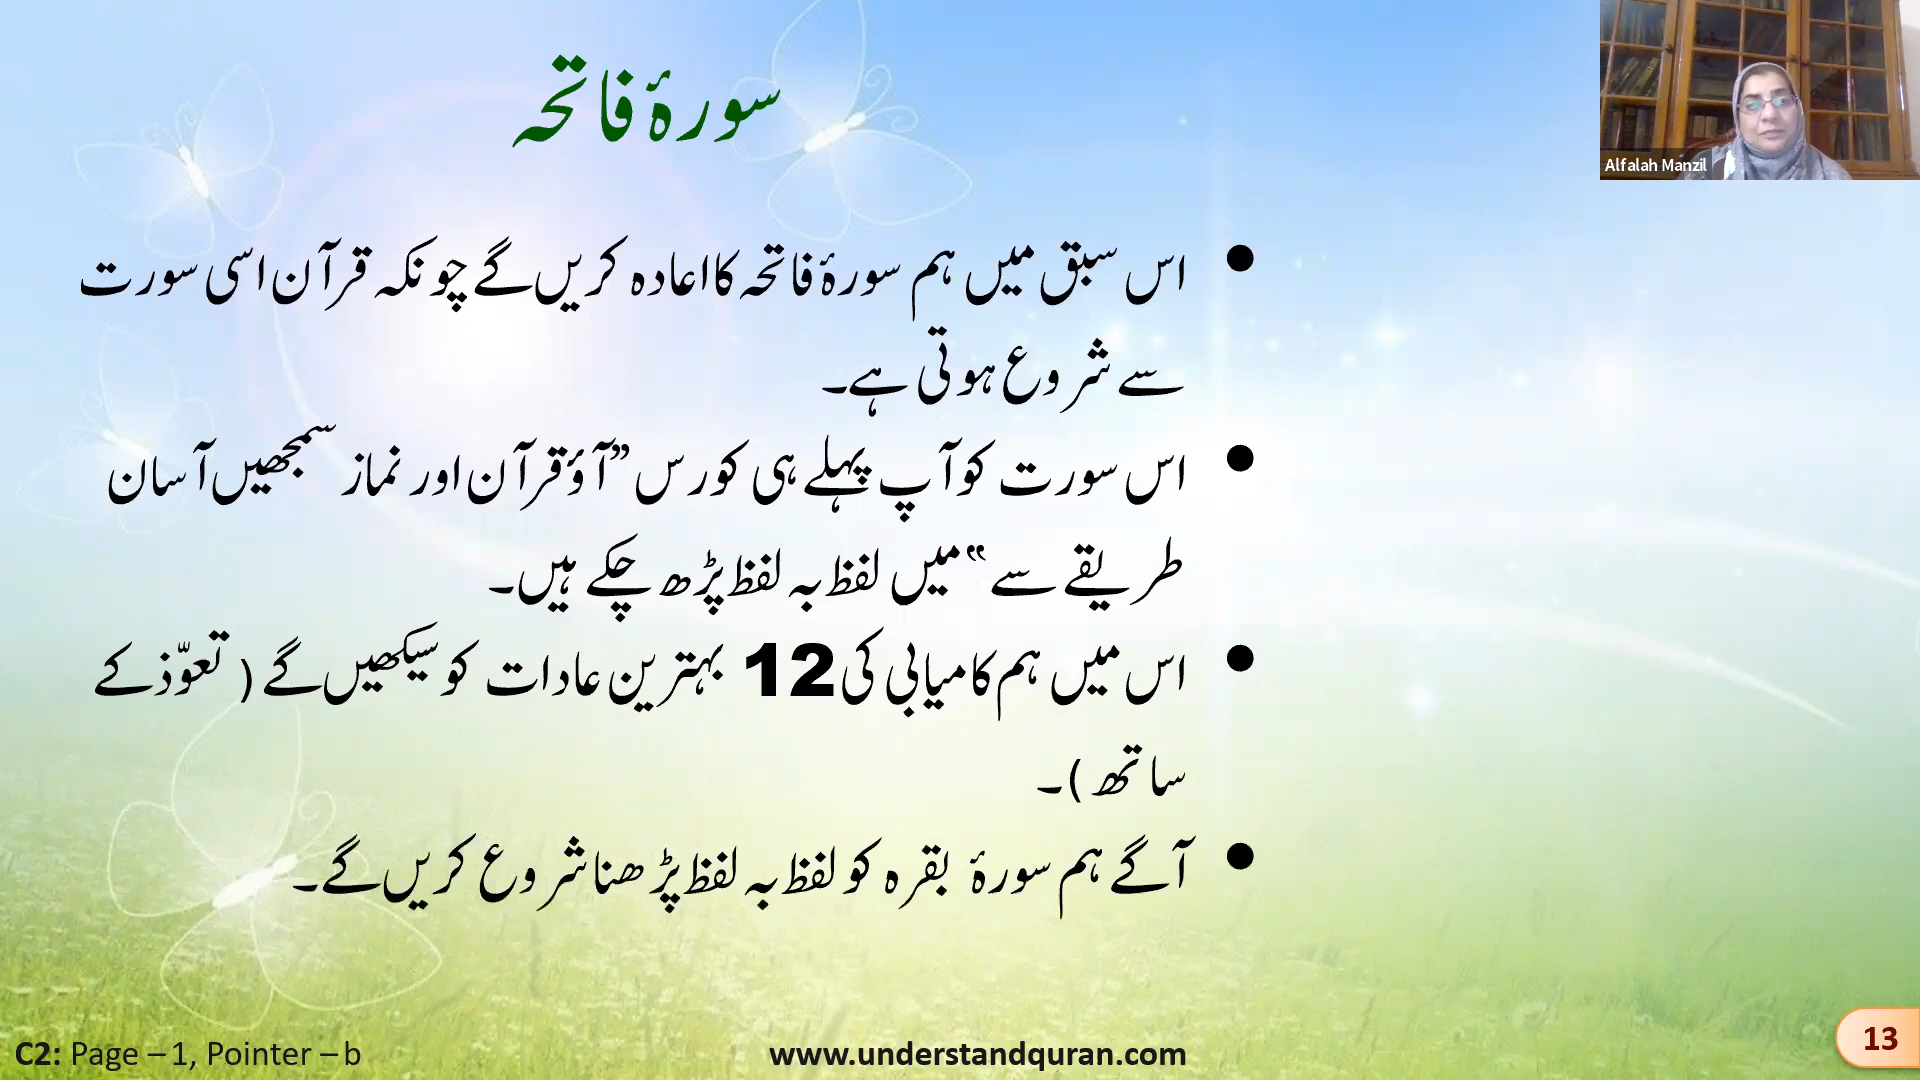 سورۂ فاتحہ
Alfalah Manzil
• اس سبق میں ہم سورۂ فاتحہ کا اعادہ کریں گے چونکہ قرآن اسی سورت
سے شروع ہوتی ہے۔
• اس سورت کو آپ پہلے ہی کورس ”آؤ قرآن اور نماز سمجھیں آسان
طریقے سے“ میں لفظ بہ لفظ پڑھ چکے ہیں۔
• اس میں ہم کامیابی کی 12 بہترین عادات کو سیکھیں گے (تعوّذ کے
ساتھ)۔
• آگے ہم سورۂ بقرہ کو لفظ بہ لفظ پڑھنا شروع کریں گے۔
C2: Page – 1, Pointer – b
www.understandquran.com
13